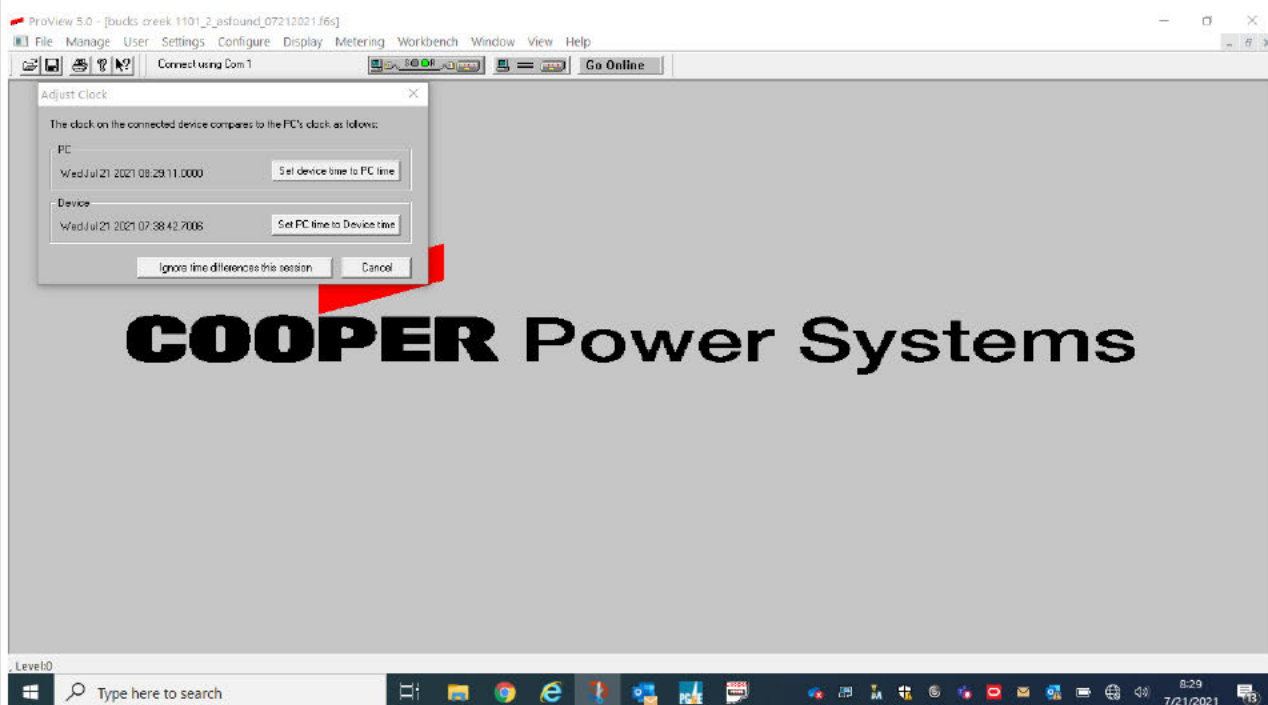 ProView 5.0 - [bucks creek 1101_2_asfound_07212021.f6s]
File Manage User Settings Configure Display Metering Workbench Window View Help
Connect using Com 1
Go Online
Adjust Clock
The clock on the connected device compares to the PC's clock as follows:
PC
Wed Jul 21 2021 08:29:11.0000
Set device time to PC time
Device
Wed Jul 21 2021 07:38:42.7006
Set PC time to Device time
Ignore time differences this session
Cancel
COOPER Power Systems
, Level:0
Type here to search
8:29
7/21/2021